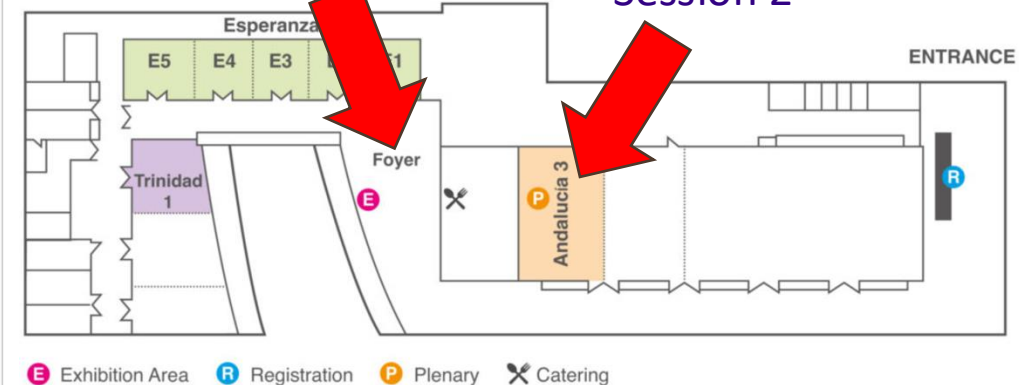 Session 2
Esperanza
ENTRANCE
E5 E4 E3
Foyer
Trinidad
1
E
P
Andalucía 3
R
E Exhibition Area R Registration P Plenary Catering